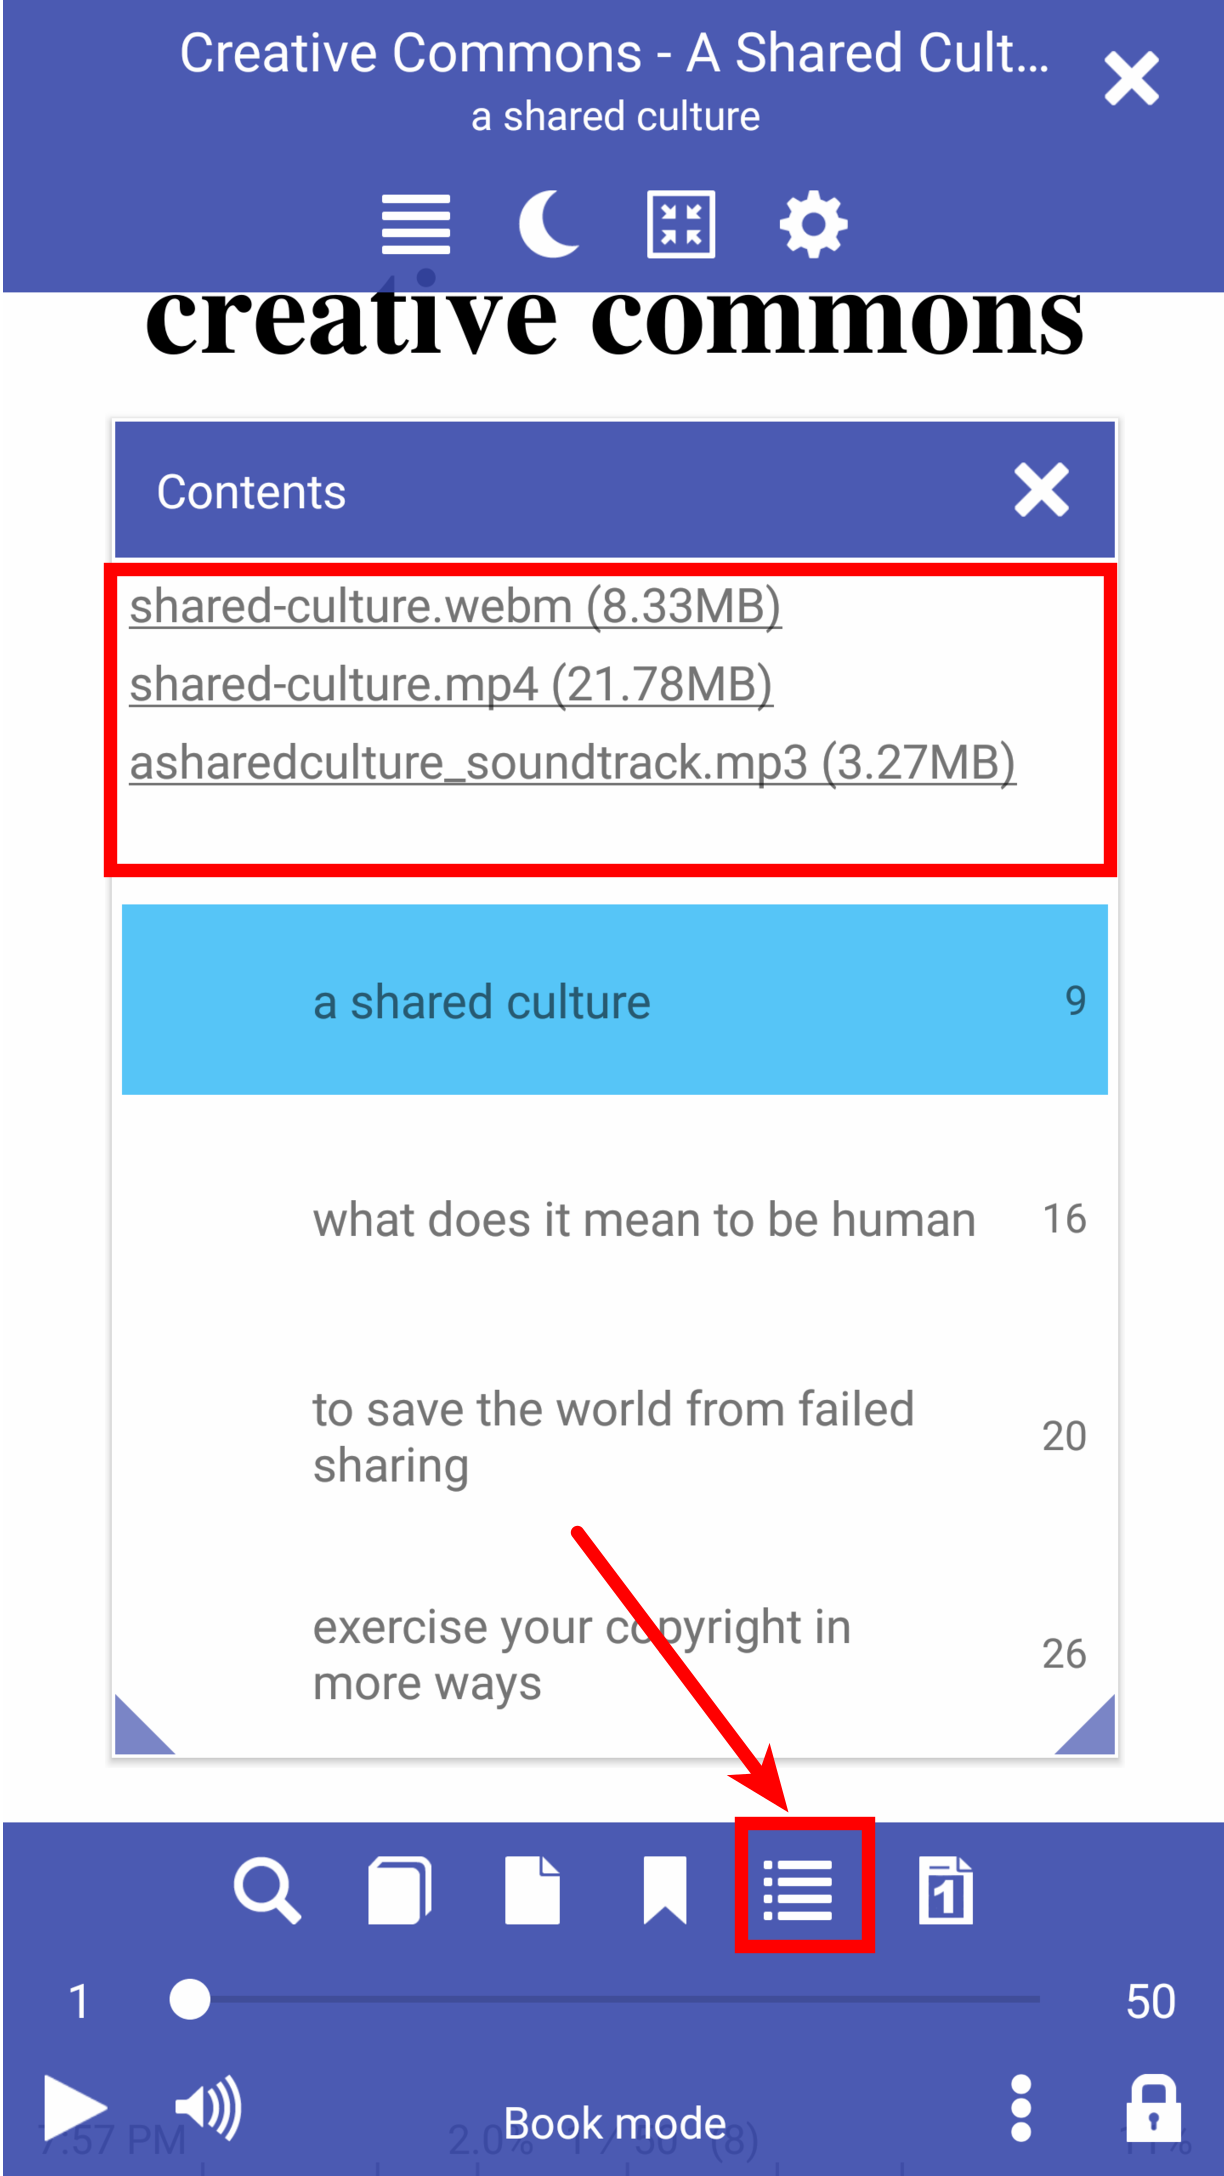 Creative Commons - A Shared Cult...
a shared culture
creative commons
Contents
shared-culture.webm (8.33MB)
shared-culture.mp4 (21.78MB)
asharedculture_soundtrack.mp3 (3.27MB)
a shared culture 9
what does it mean to be human 16
to save the world from failed
sharing 20
exercise your copyright in
more ways 26
1
1 50
Book mode
7:57 PM 2.0% 1 / 50 (8) 11%